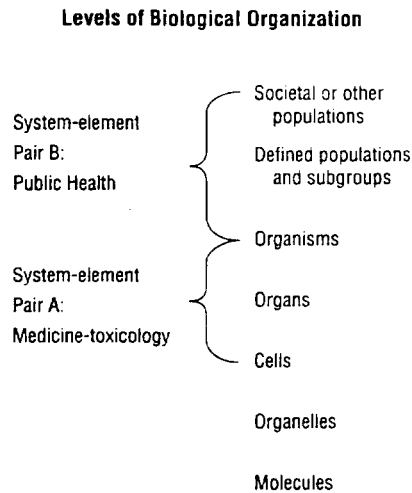 Levels of Biological Organization
System-element
Pair B:
Public Health
Societal or other
populations
Defined populations
and subgroups
Organisms
System-element
Pair A:
Medicine-toxicology
Organs
Cells
Organelles
Molecules